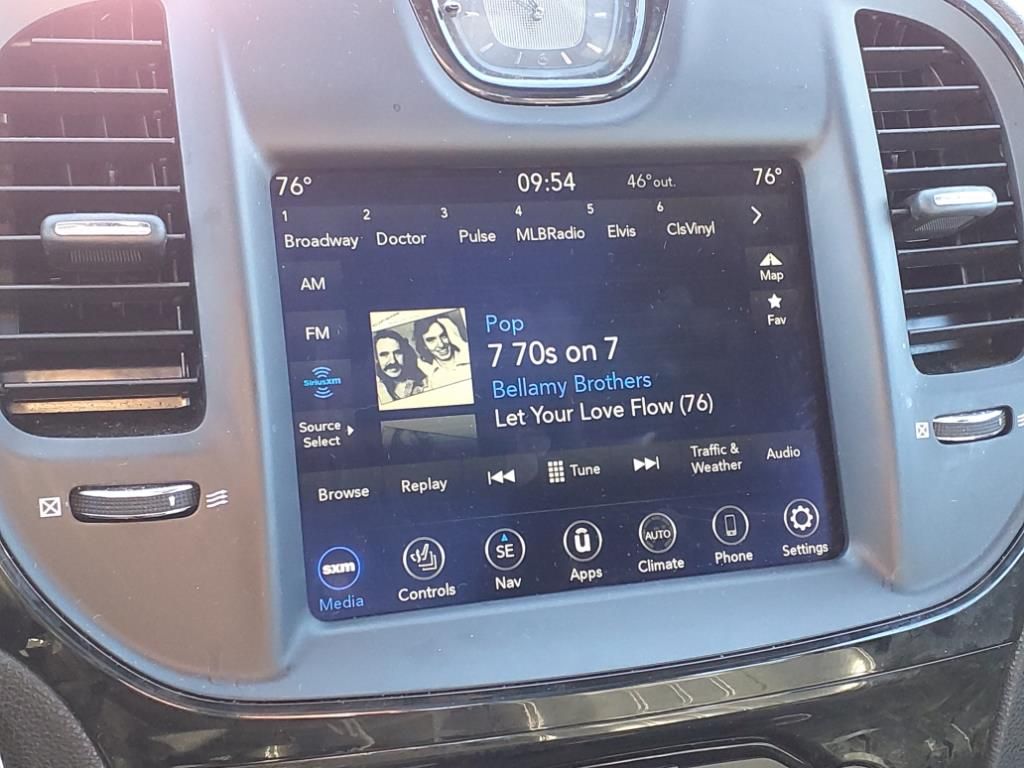 76° 09:54 46° out. 76°
1 2 3 4 5 6
Broadway Doctor Pulse MLBRadio Elvis ClsVinyl
AM
Map
FM
Fav
SiriusXM
Source
Select
Pop
7 70s on 7
Bellamy Brothers
Let Your Love Flow (76)
Browse Replay Tune Traffic &
Weather Audio
sxm SE ū AUTO
Media Controls Nav Apps Climate Phone Settings